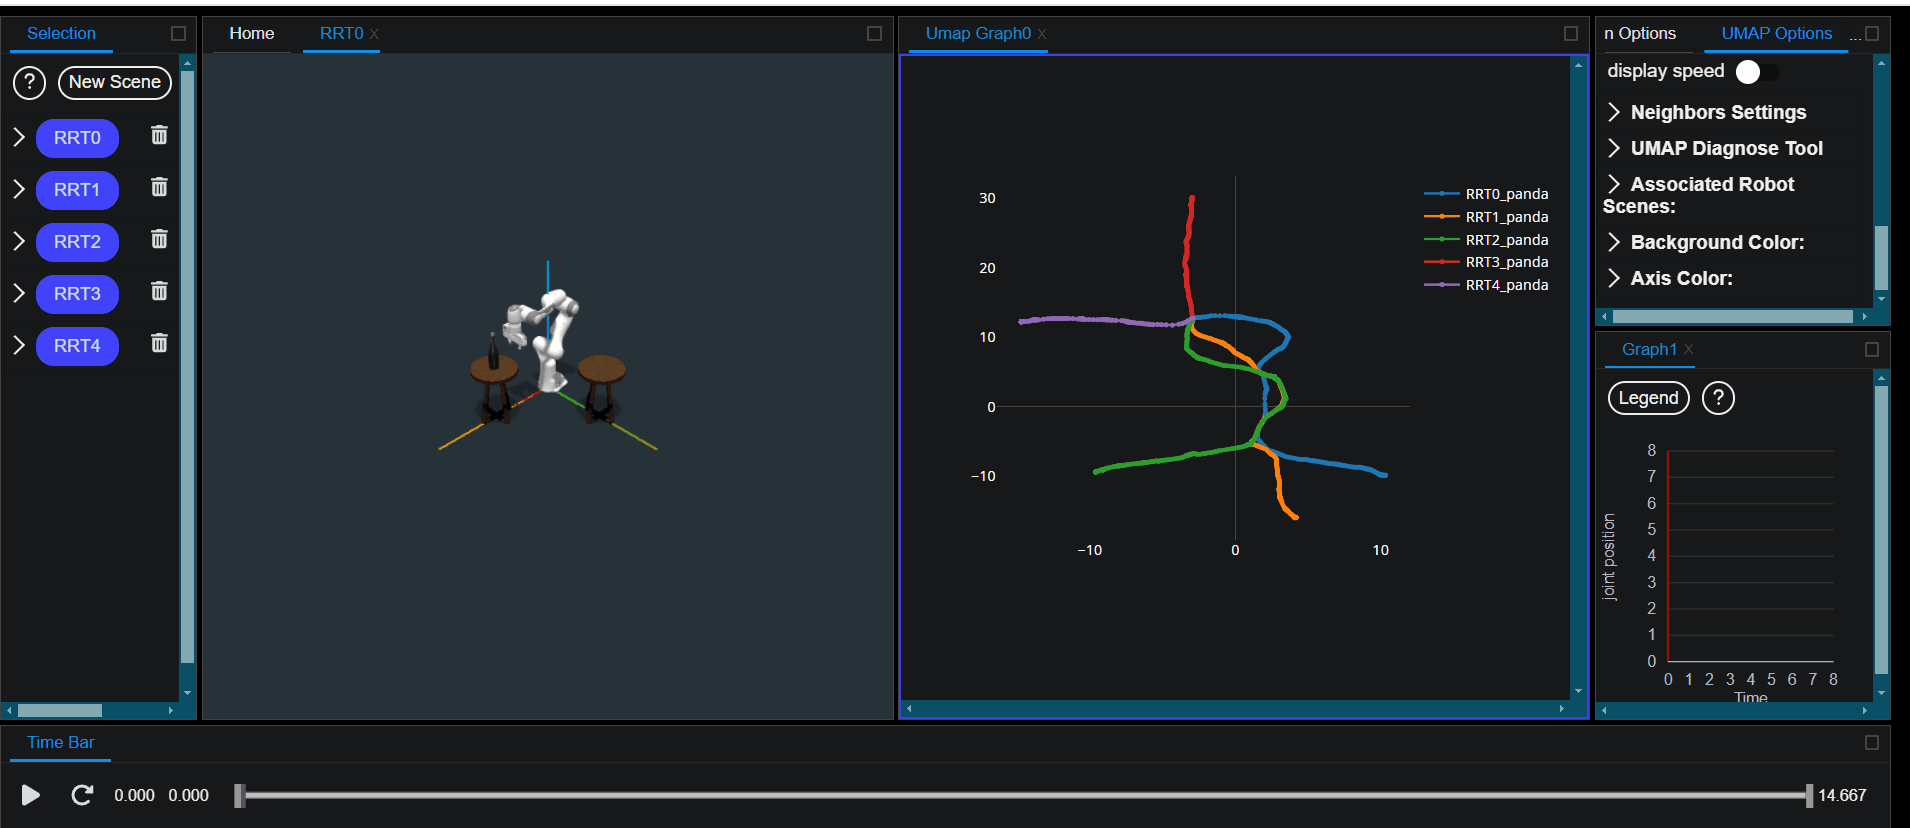 Selection
? New Scene
RRT0
RRT1
RRT2
RRT3
RRT4
Home RRT0 X
Umap Graph0 X
30
20
10
0
−10
−10 0 10
RRT0_panda
RRT1_panda
RRT2_panda
RRT3_panda
RRT4_panda
n Options UMAP Options ...
display speed
Neighbors Settings
UMAP Diagnose Tool
Associated Robot
Scenes:
Background Color:
Axis Color:
Graph1 X
Legend ?
joint position
8
7
6
5
4
3
2
1
0
0 1 2 3 4 5 6 7 8
Time
Time Bar
0.000 0.000 14.667